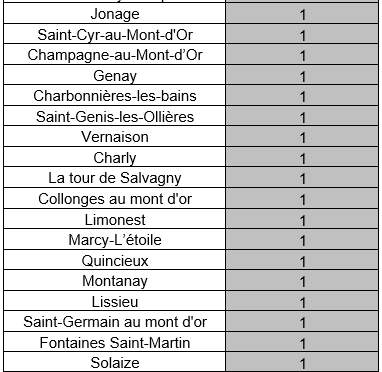 Jonage 1
Saint-Cyr-au-Mont-d'Or 1
Champagne-au-Mont-d’Or 1
Genay 1
Charbonnières-les-bains 1
Saint-Genis-les-Ollières 1
Vernaison 1
Charly 1
La tour de Salvagny 1
Collonges au mont d'or 1
Limonest 1
Marcy-L’étoile 1
Quincieux 1
Montanay 1
Lissieu 1
Saint-Germain au mont d'or 1
Fontaines Saint-Martin 1
Solaize 1